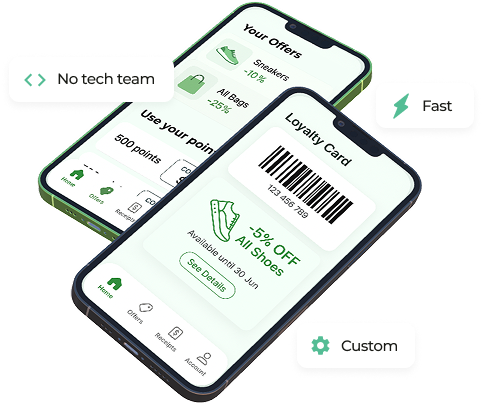 Your Offers
Sneakers
-10%
All Bags
-25%
Use your poin
500 points
Home
Offers
Receipts
No tech team
Fast
Loyalty Card
123 456 789
-5% OFF
All Shoes
Available until 30 Jun
See Details
Home
Offers
Receipts
Account
Custom